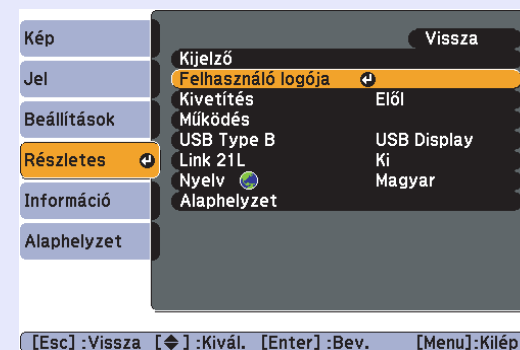 Kép
Jel
Beállítások
Részletes
Információ
Alaphelyzet
Vissza
Kijelző
Felhasználó logója
Kivetítés Elől
Működés
USB Type B USB Display
Link 21L Ki
Nyelv Magyar
Alaphelyzet
[Esc] :Vissza [◆] :Kivál. [Enter] :Bev. [Menu]:Kilép